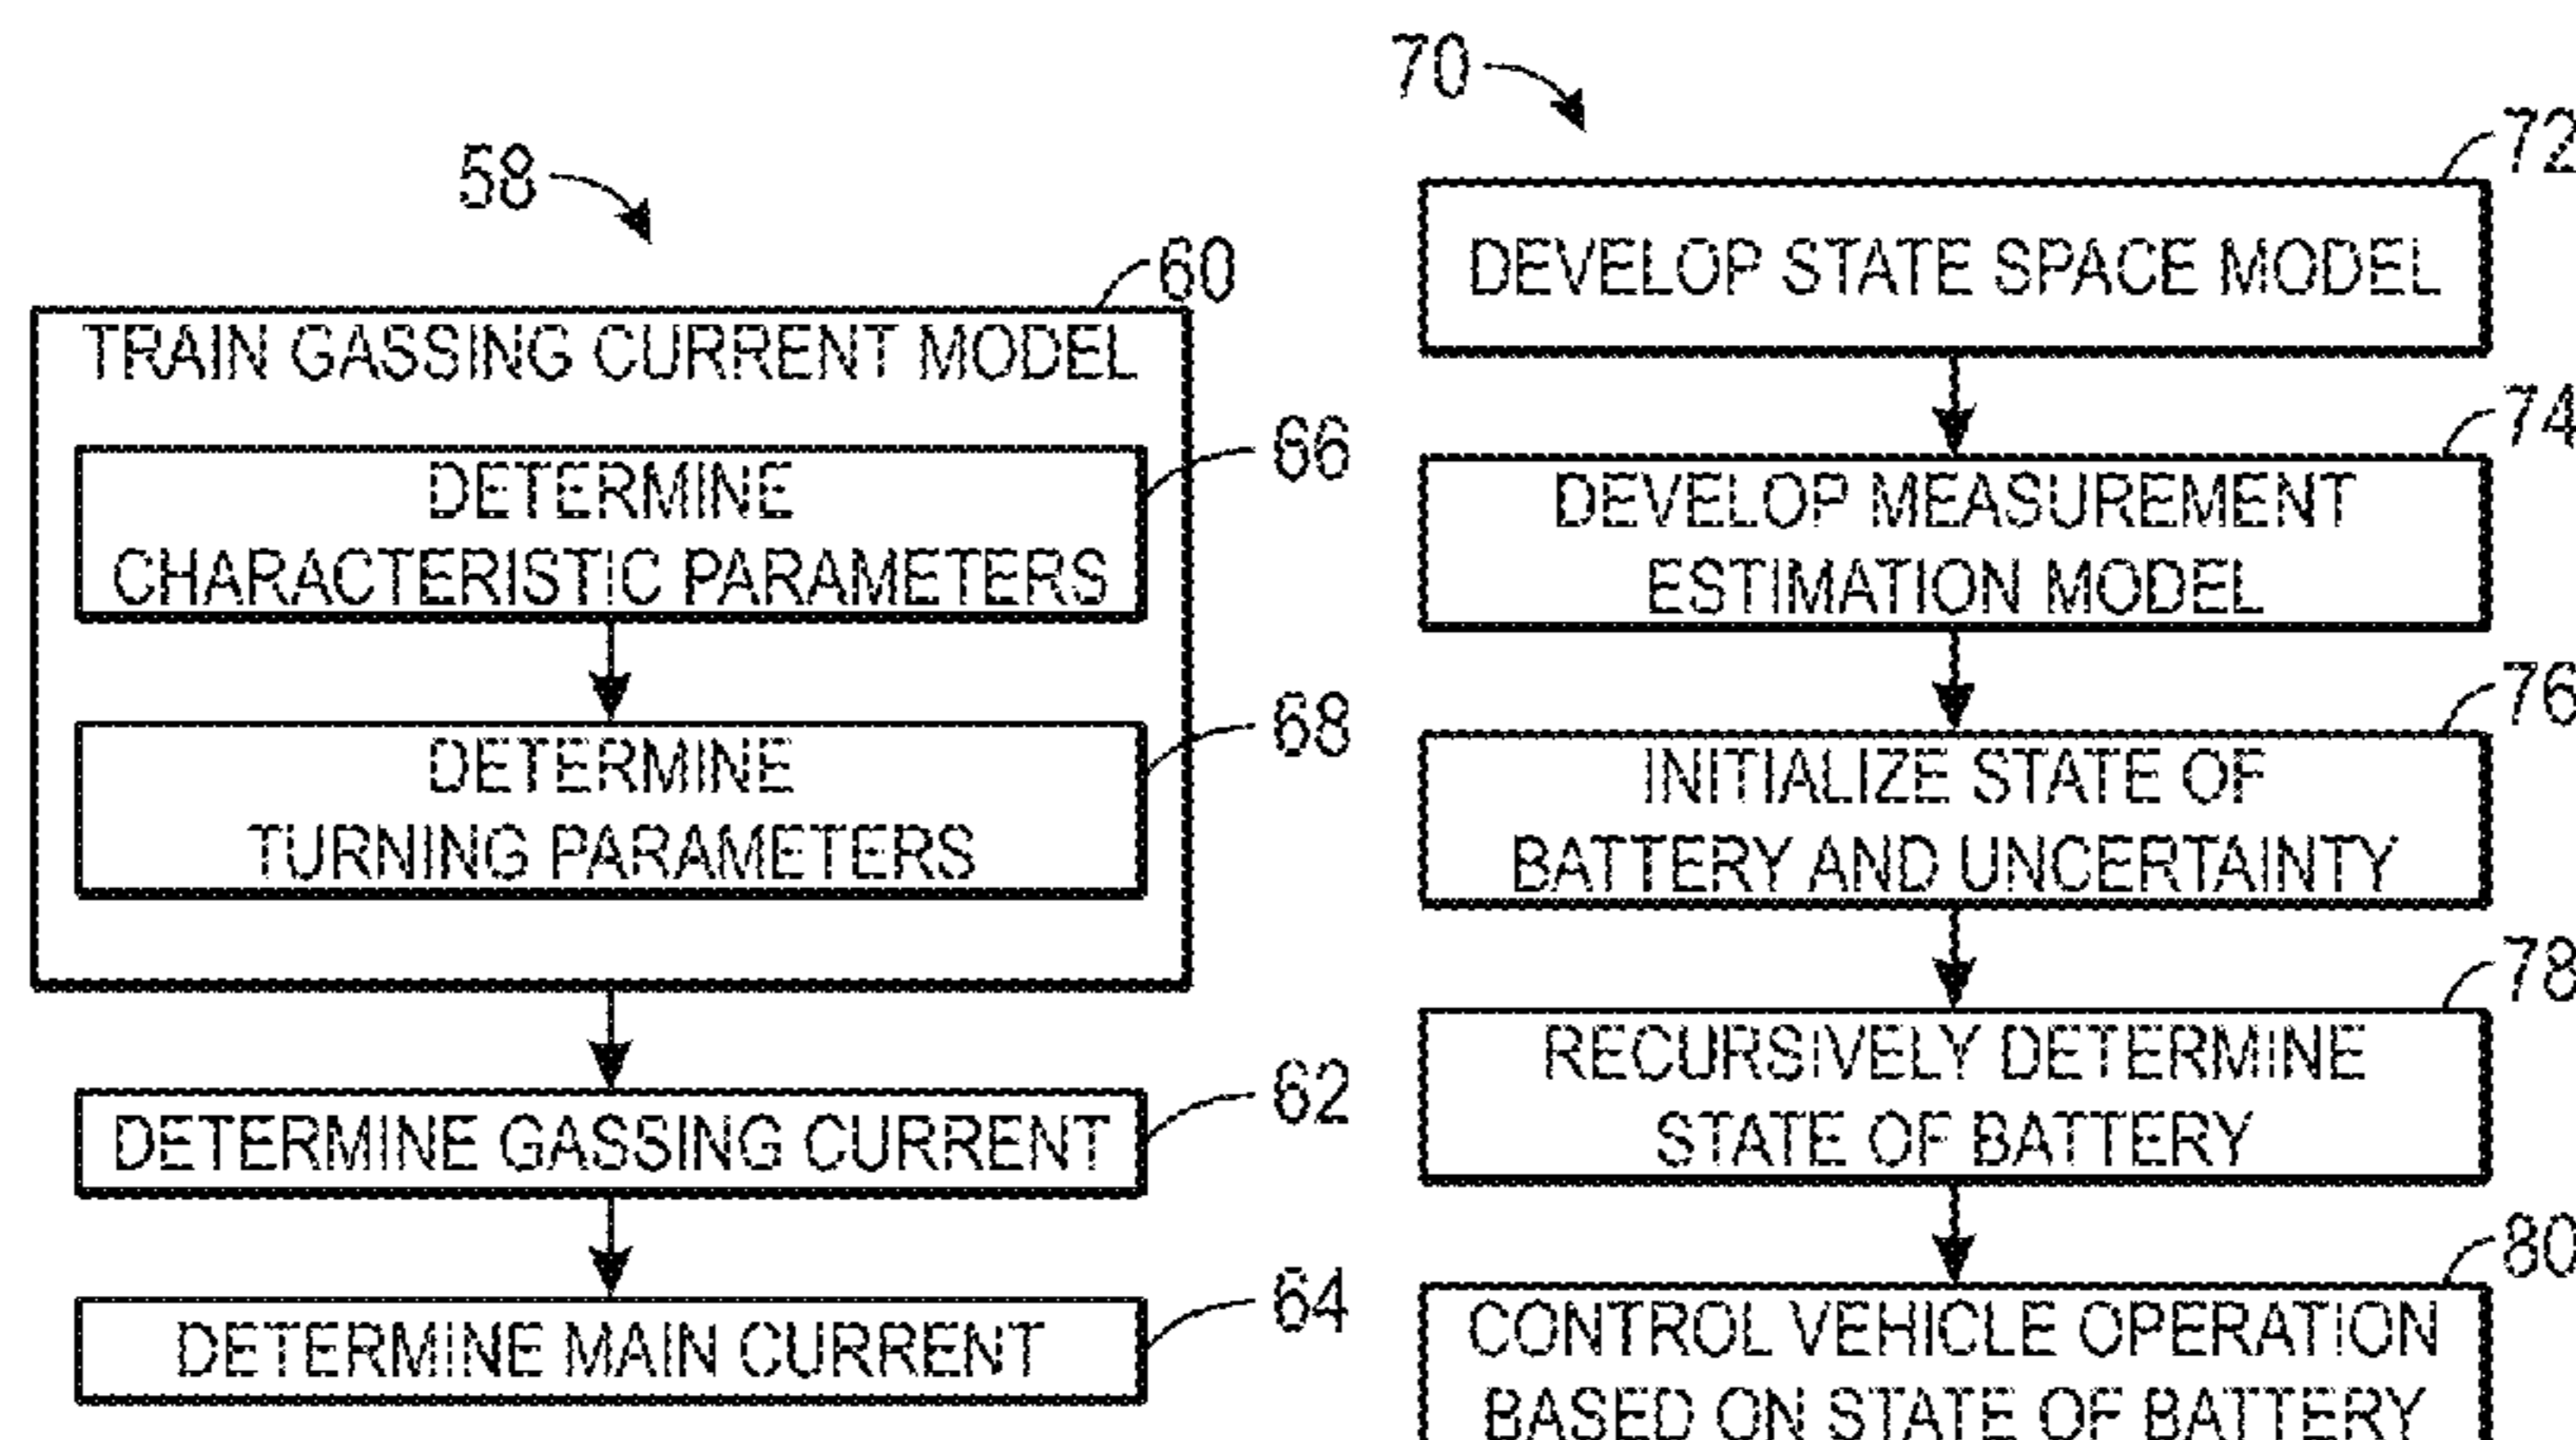 58
60
TRAIN GASSING CURRENT MODEL
66
DETERMINE
CHARACTERISTIC PARAMETERS
68
DETERMINE
TURNING PARAMETERS
62
DETERMINE GASSING CURRENT
64
DETERMINE MAIN CURRENT
70
72
DEVELOP STATE SPACE MODEL
74
DEVELOP MEASUREMENT
ESTIMATION MODEL
76
INITIALIZE STATE OF
BATTERY AND UNCERTAINTY
78
RECURSIVELY DETERMINE
STATE OF BATTERY
80
CONTROL VEHICLE OPERATION
BASED ON STATE OF BATTERY